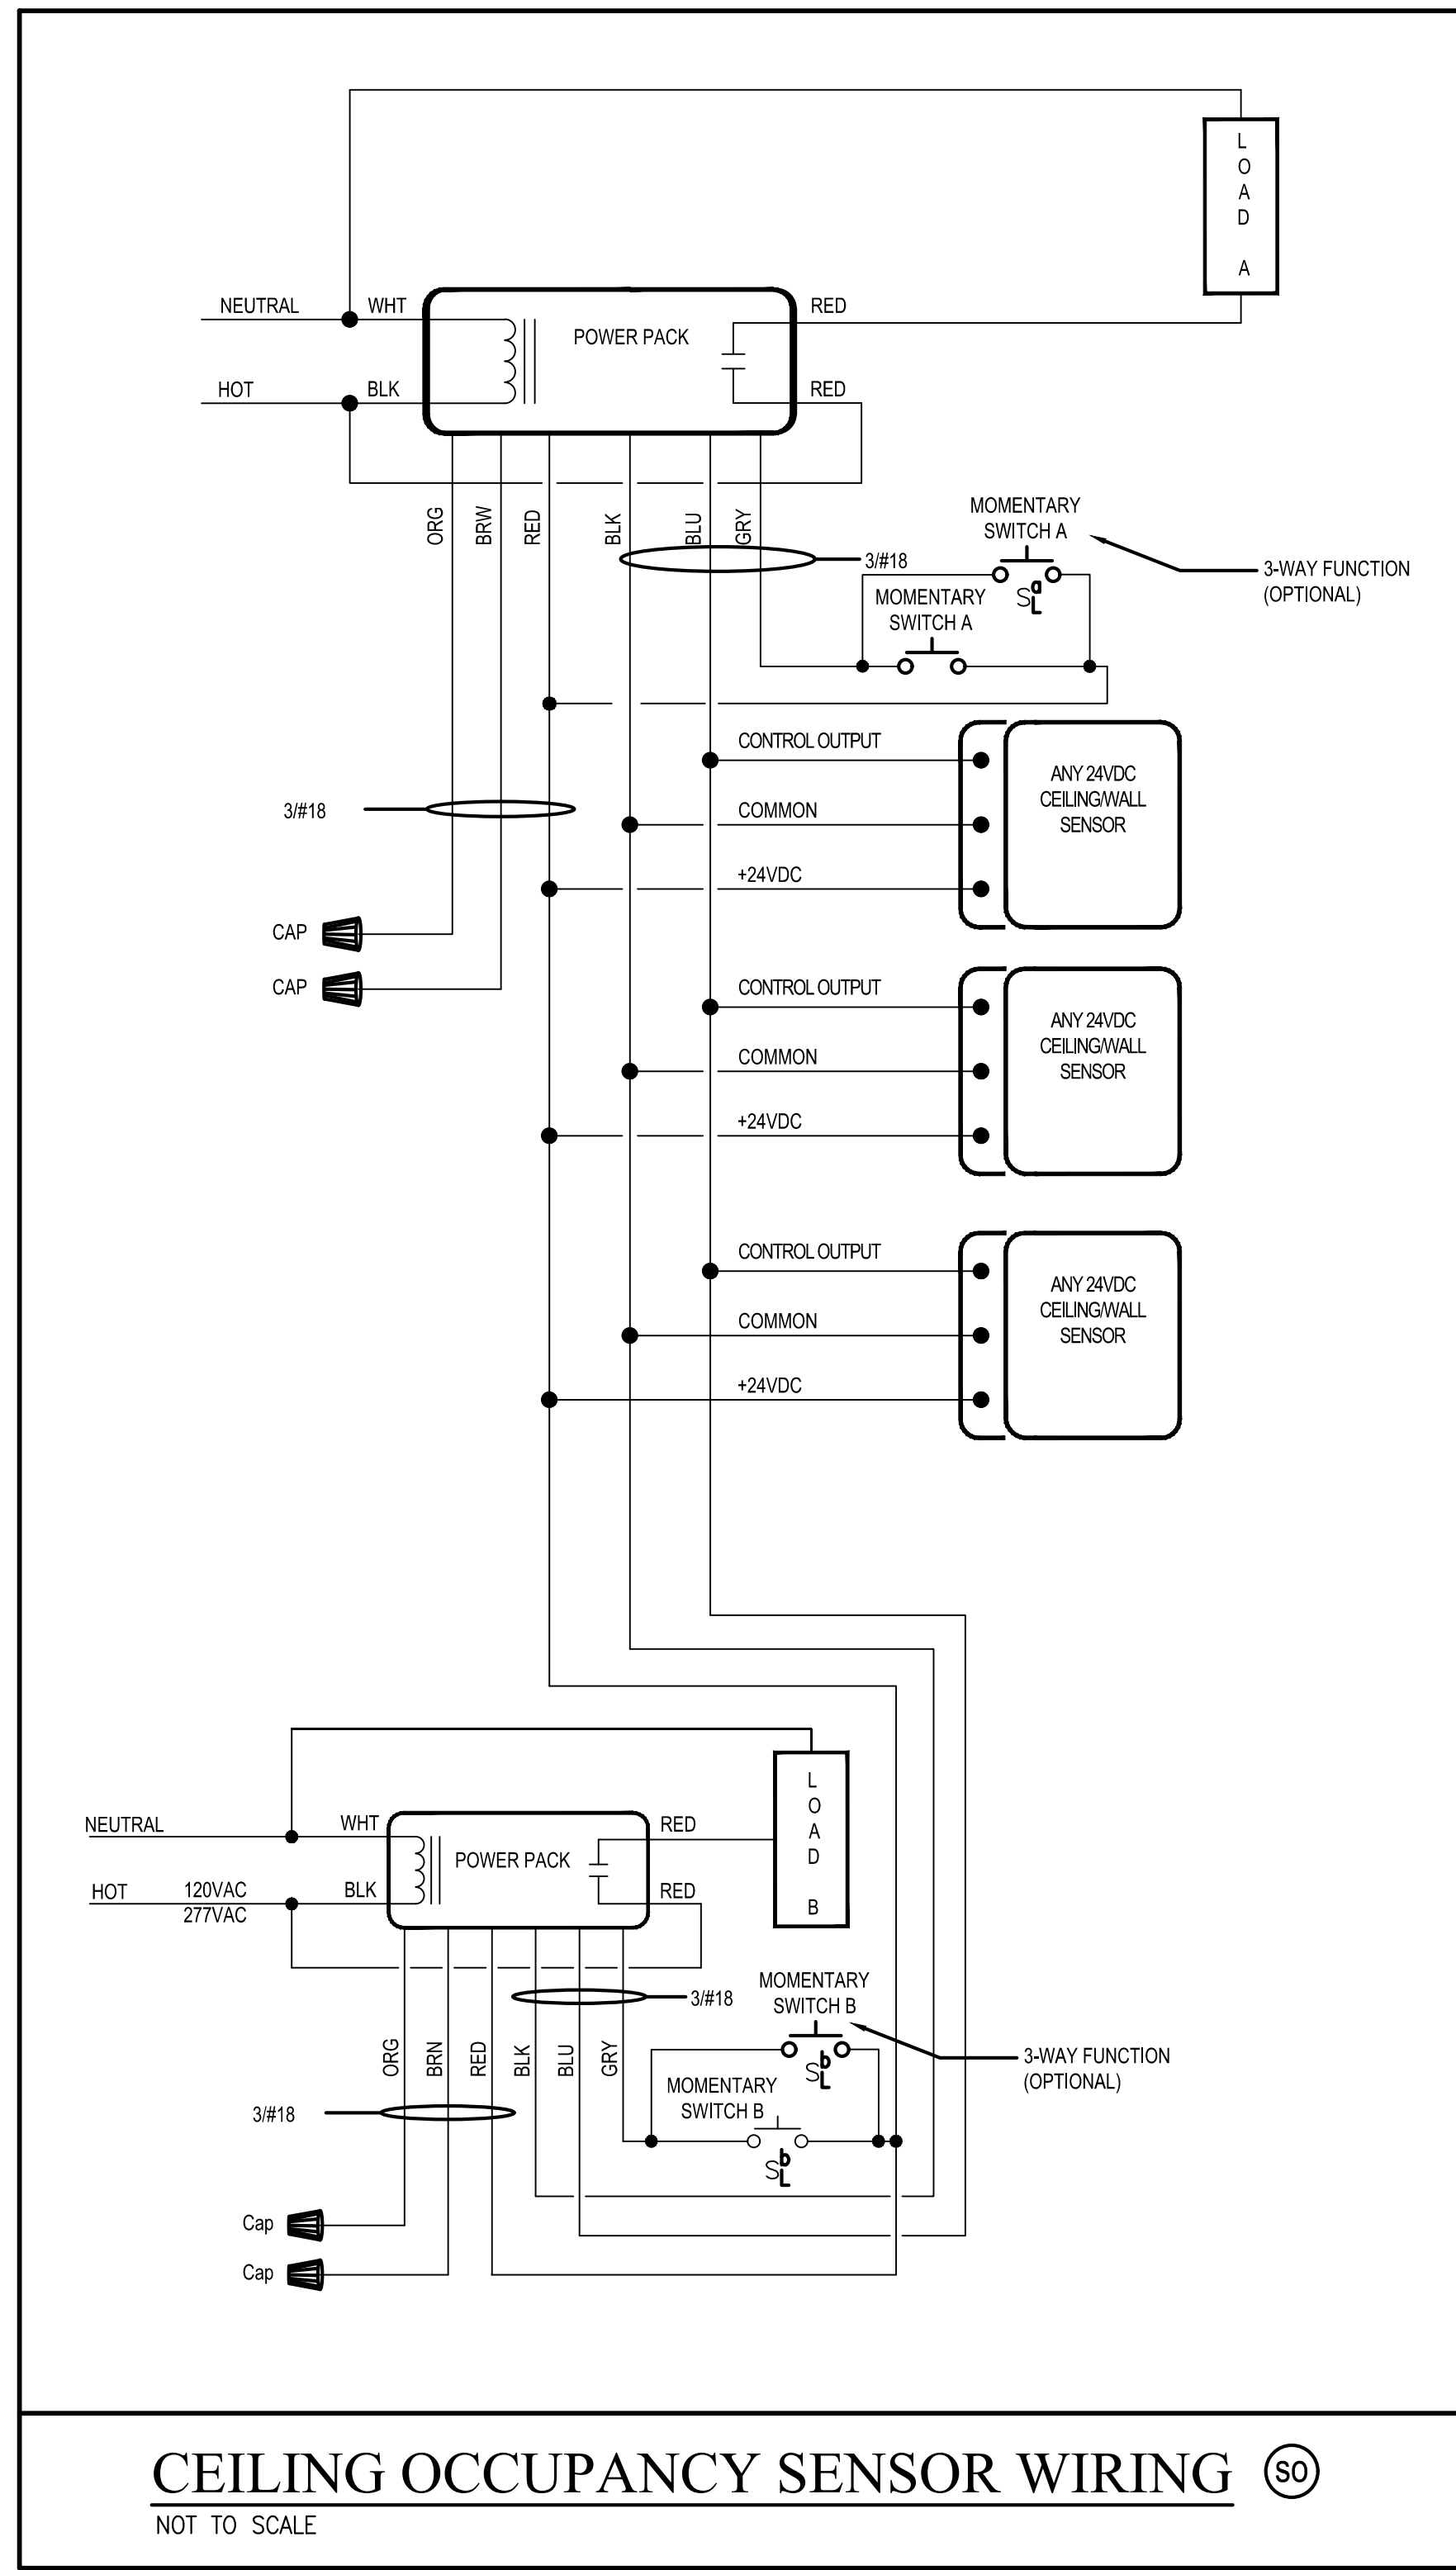 LOAD A
NEUTRAL
WHT
POWER PACK
RED
HOT
BLK
RED
ORG
BRW
RED
BLK
BLU
GRY
3/#18
MOMENTARY
SWITCH A
3-WAY FUNCTION
(OPTIONAL)
S a L
MOMENTARY
SWITCH A
CONTROL OUTPUT
COMMON
+24VDC
ANY 24VDC
CEILING/WALL
SENSOR
3/#18
CAP
CAP
CONTROL OUTPUT
COMMON
+24VDC
ANY 24VDC
CEILING/WALL
SENSOR
CONTROL OUTPUT
COMMON
+24VDC
ANY 24VDC
CEILING/WALL
SENSOR
LOAD B
NEUTRAL
WHT
POWER PACK
RED
HOT
120VAC
277VAC
BLK
RED
ORG
BRN
RED
BLK
BLU
GRY
3/#18
MOMENTARY
SWITCH B
3-WAY FUNCTION
(OPTIONAL)
S b L
MOMENTARY
SWITCH B
S b L
3/#18
Cap
Cap
CEILING OCCUPANCY SENSOR WIRING
SO
NOT TO SCALE